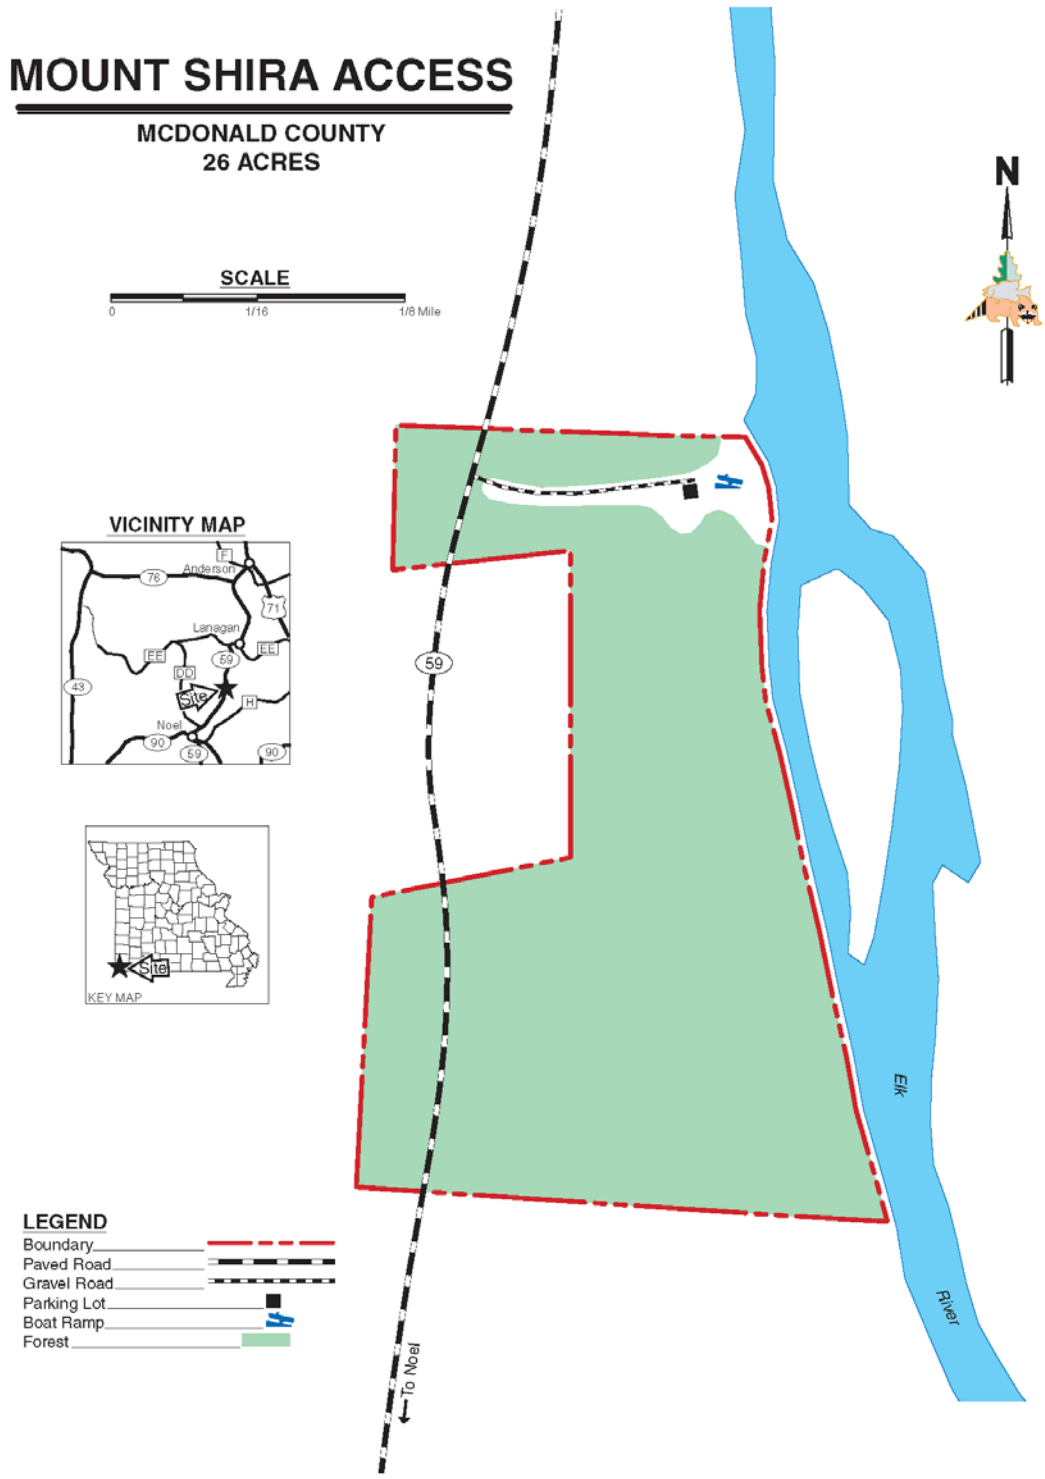 MOUNT SHIRA ACCESS
MCDONALD COUNTY
26 ACRES
N
SCALE
0 1/16 1/8 Mile
VICINITY MAP
F
Anderson
76
71
Lanagan
EE
EE
59
DD
43
Site
H
Noel
90
59
90
59
Site
KEY MAP
Elk
River
LEGEND
Boundary
Paved Road
Gravel Road
Parking Lot
Boat Ramp
Forest
To Noel